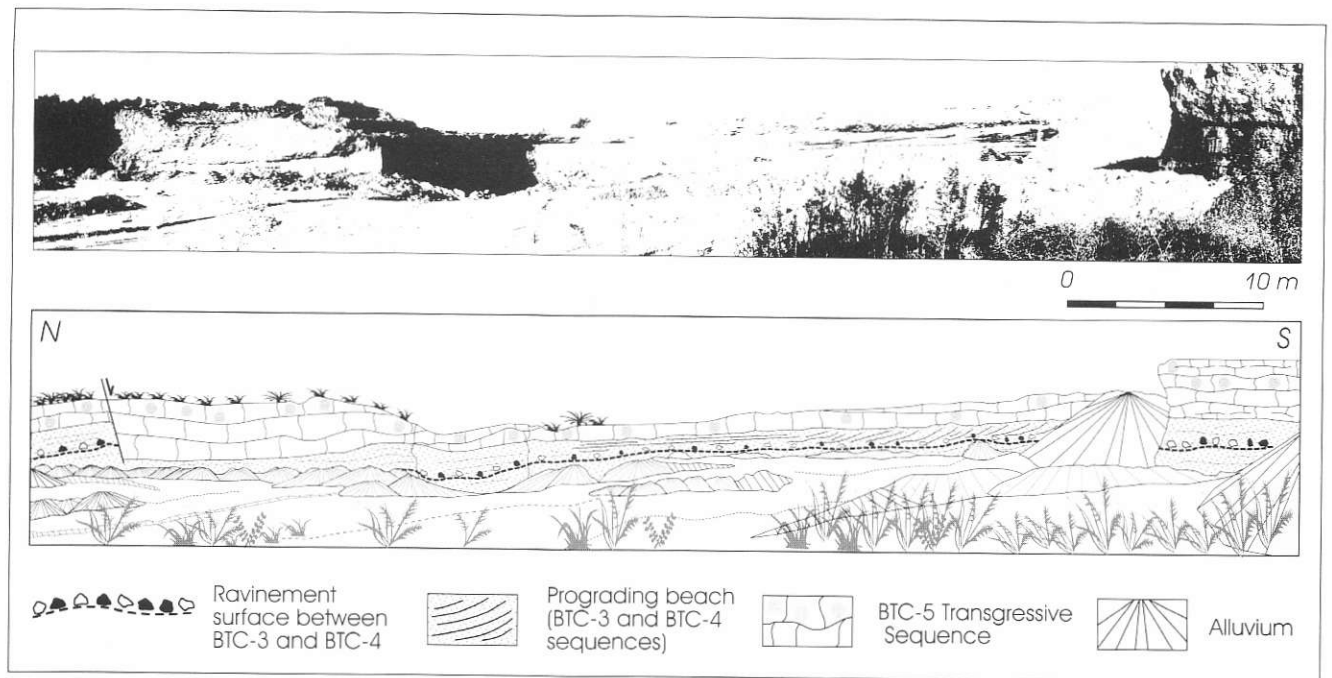 0 10 m
N S
Ravinement
surface between
BTC-3 and BTC-4
Prograding beach
(BTC-3 and BTC-4
sequences)
BTC-5 Transgressive
Sequence
Alluvium